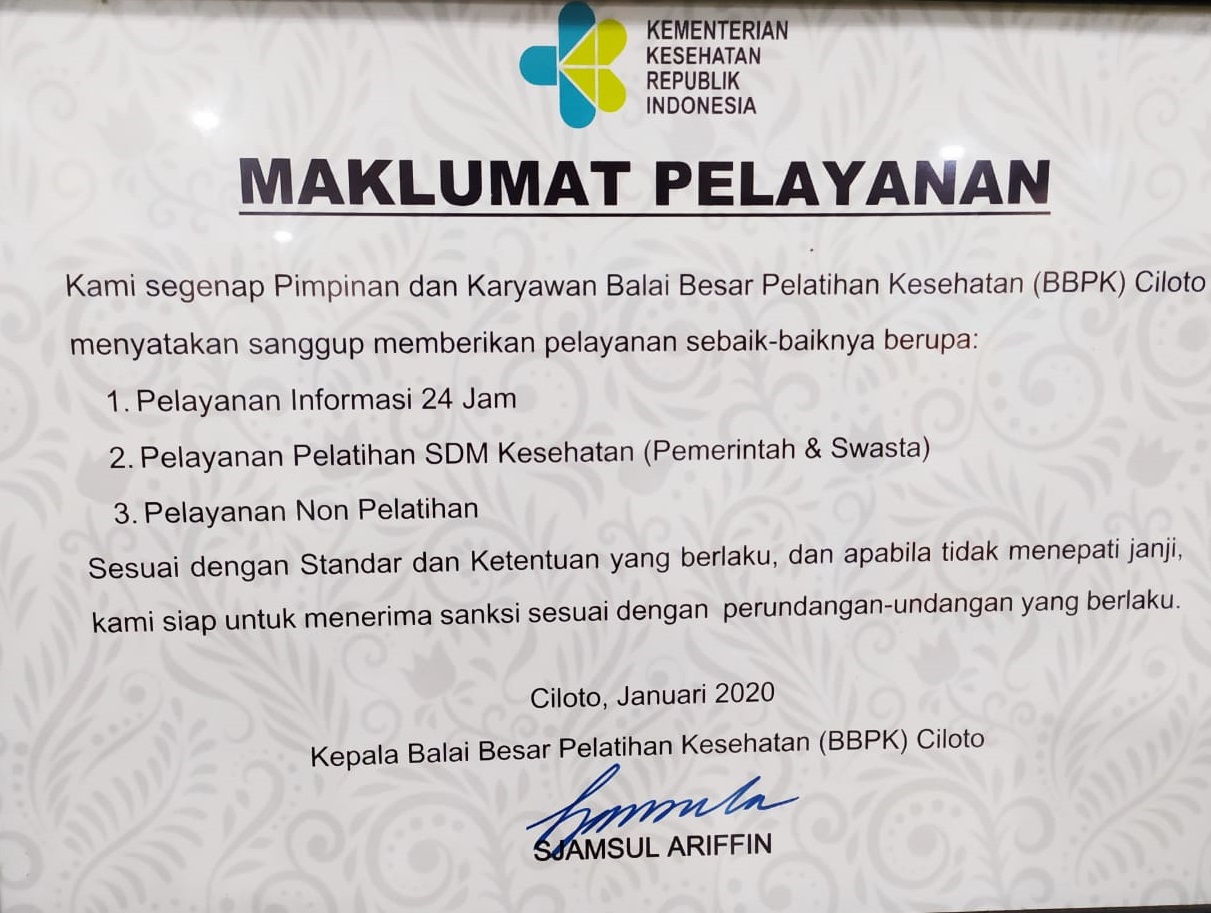 KEMENTERIAN
KESEHATAN
REPUBLIK
INDONESIA
MAKLUMAT PELAYANAN
Kami segenap Pimpinan dan Karyawan Balai Besar Pelatihan Kesehatan (BBPK) Ciloto
menyatakan sanggup memberikan pelayanan sebaik-baiknya berupa:
1. Pelayanan Informasi 24 Jam
2. Pelayanan Pelatihan SDM Kesehatan (Pemerintah & Swasta)
3. Pelayanan Non Pelatihan
Sesuai dengan Standar dan Ketentuan yang berlaku, dan apabila tidak menepati janji,
kami siap untuk menerima sanksi sesuai dengan perundangan-undangan yang berlaku.
Ciloto, Januari 2020
Kepala Balai Besar Pelatihan Kesehatan (BBPK) Ciloto
SJAMSUL ARIFFIN